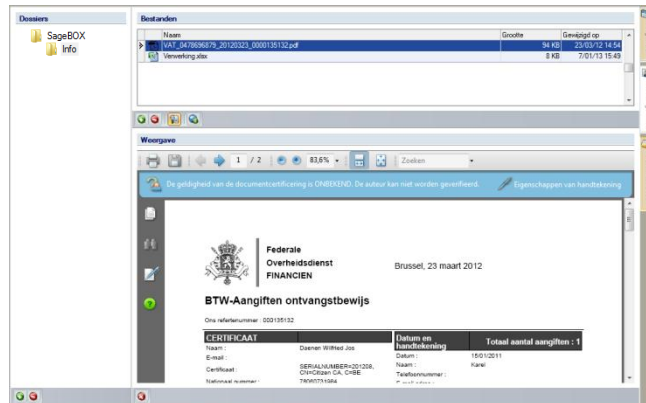 Dossiers
Bestanden
SageBOX
Info
Naam Grootte Gewijzigd op
VAT_0478696879_20120323_0000135132.pdf 94 KB 23/03/12 14:54
Verwerking.xlsx 8 KB 7/01/13 15:49
Weergave
1 / 2 83,6% Zoeken
De geldigheid van de documentcertificering is ONBEKEND. De auteur kan niet worden geverifieerd. Eigenschappen van handtekening
Federale
Overheidsdienst
FINANCIEN
Brussel, 23 maart 2012
BTW-Aangiften ontvangstbewijs
Ons refertenummer : 000135132
CERTIFICAAT
Naam : Daenen Wilfried Jos
E-mail :
Certificaat : SERIALNUMBER=201208,
CN=Citizen CA, C=BE
Nationaal nummer : 78060731984
Datum en
handtekening
Totaal aantal aangiften : 1
Datum : 15/01/2011
Naam : Karel
Telefoonnummer :
E-mail adres :